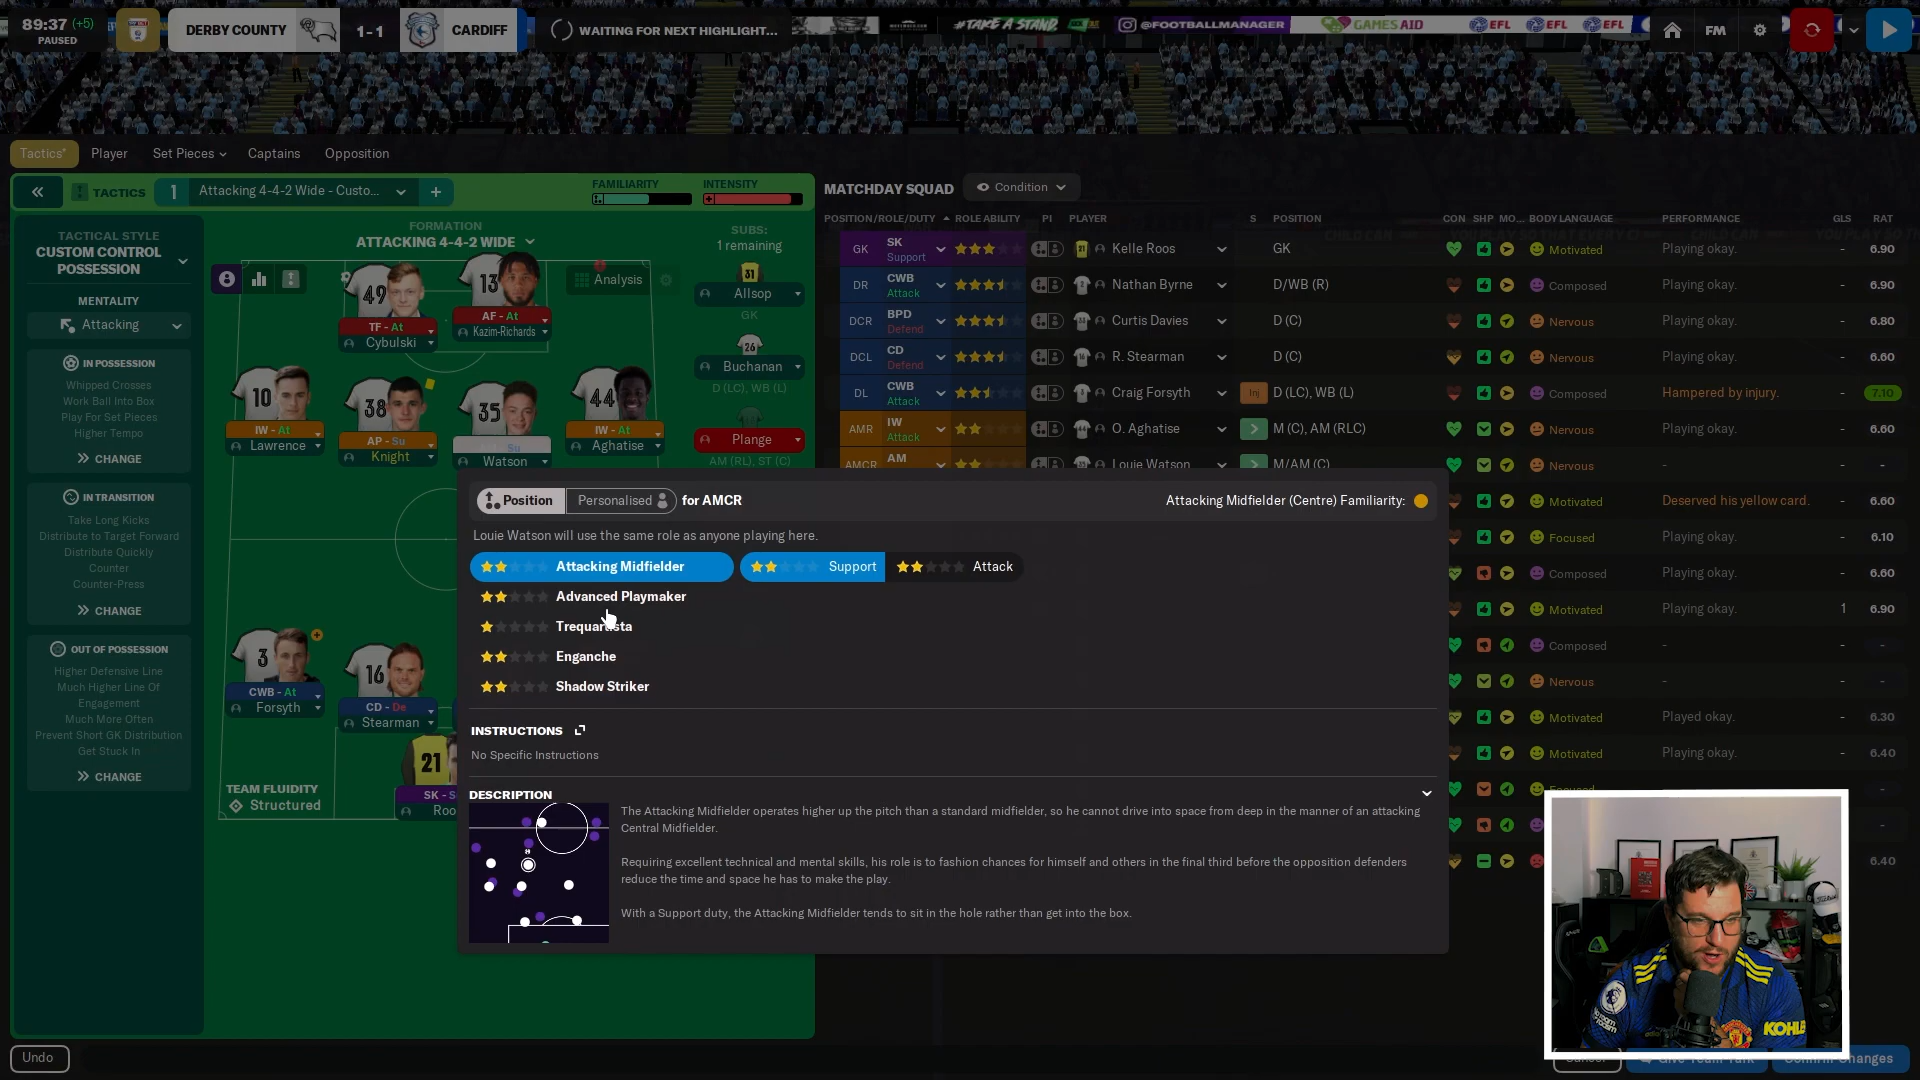 89:37 (+5)
PAUSED
DERBY COUNTY
1-1
CARDIFF
WAITING FOR NEXT HIGHLIGHT...
#TAKE A STAND.
@FOOTBALLMANAGER
GAMES AID
EFL
EFL
EFL
FM
Tactics*
Player
Set Pieces
Captains
Opposition
TACTICS
1
Attacking 4-4-2 Wide - Custo...
+
FAMILIARITY
INTENSITY
TACTICAL STYLE
CUSTOM CONTROL
POSSESSION
MENTALITY
Attacking
IN POSSESSION
Whipped Crosses
Work Ball Into Box
Play For Set Pieces
Higher Tempo
CHANGE
IN TRANSITION
Take Long Kicks
Distribute to Target Forward
Distribute Quickly
Counter
Counter-Press
CHANGE
OUT OF POSSESSION
Higher Defensive Line
Much Higher Line Of
Engagement
Much More Often
Prevent Short GK Distribution
Get Stuck In
CHANGE
FORMATION
ATTACKING 4-4-2 WIDE
Analysis
SUBS:
1 remaining
49
TF - At
Cybulski
13
AF - At
Kazim-Richards
10
IW - At
Lawrence
38
AP - Su
Knight
35
Su
Watson
44
IW - At
Aghatise
31
Allsop
GK
26
Buchanan
D (LC), WB (L)
Plange
AM (RL), ST (C)
3
CWB - At
Forsyth
16
CD - De
Stearman
21
SK - S
Roo
TEAM FLUIDITY
Structured
MATCHDAY SQUAD
Condition
POSITION/ROLE/DUTY
ROLE ABILITY
PI
PLAYER
S
POSITION
CON
SHP
MO...
BODY LANGUAGE
PERFORMANCE
GLS
RAT
GK
SK
Support
Kelle Roos
GK
Motivated
Playing okay.
-
6.90
DR
CWB
Attack
Nathan Byrne
D/WB (R)
Composed
Playing okay.
-
6.90
DCR
BPD
Defend
Curtis Davies
D (C)
Nervous
Playing okay.
-
6.80
DCL
CD
Defend
R. Stearman
D (C)
Nervous
Playing okay.
-
6.60
DL
CWB
Attack
Craig Forsyth
Inj
D (LC), WB (L)
Composed
Hampered by injury.
-
7.10
AMR
IW
Attack
O. Aghatise
M (C), AM (RLC)
Nervous
Playing okay.
-
6.60
AMCR
AM
Louie Watson
M/AM (C)
Nervous
-
-
-
Motivated
Deserved his yellow card.
-
6.60
Focused
Playing okay.
-
6.10
Composed
Playing okay.
-
6.60
Motivated
Playing okay.
1
6.90
Composed
-
-
-
Nervous
-
-
-
Motivated
Played okay.
-
6.30
Motivated
Playing okay.
-
6.40
-
-
6.40
Position
Personalised
for AMCR
Attacking Midfielder (Centre) Familiarity:
Louie Watson will use the same role as anyone playing here.
Attacking Midfielder
Support
Attack
Advanced Playmaker
Trequartista
Enganche
Shadow Striker
INSTRUCTIONS
No Specific Instructions
DESCRIPTION
The Attacking Midfielder operates higher up the pitch than a standard midfielder, so he cannot drive into space from deep in the manner of an attacking
Central Midfielder.
Requiring excellent technical and mental skills, his role is to fashion chances for himself and others in the final third before the opposition defenders
reduce the time and space he has to make the play.
With a Support duty, the Attacking Midfielder tends to sit in the hole rather than get into the box.
KOHLER
Undo
Give Team Talk
Confirm Changes